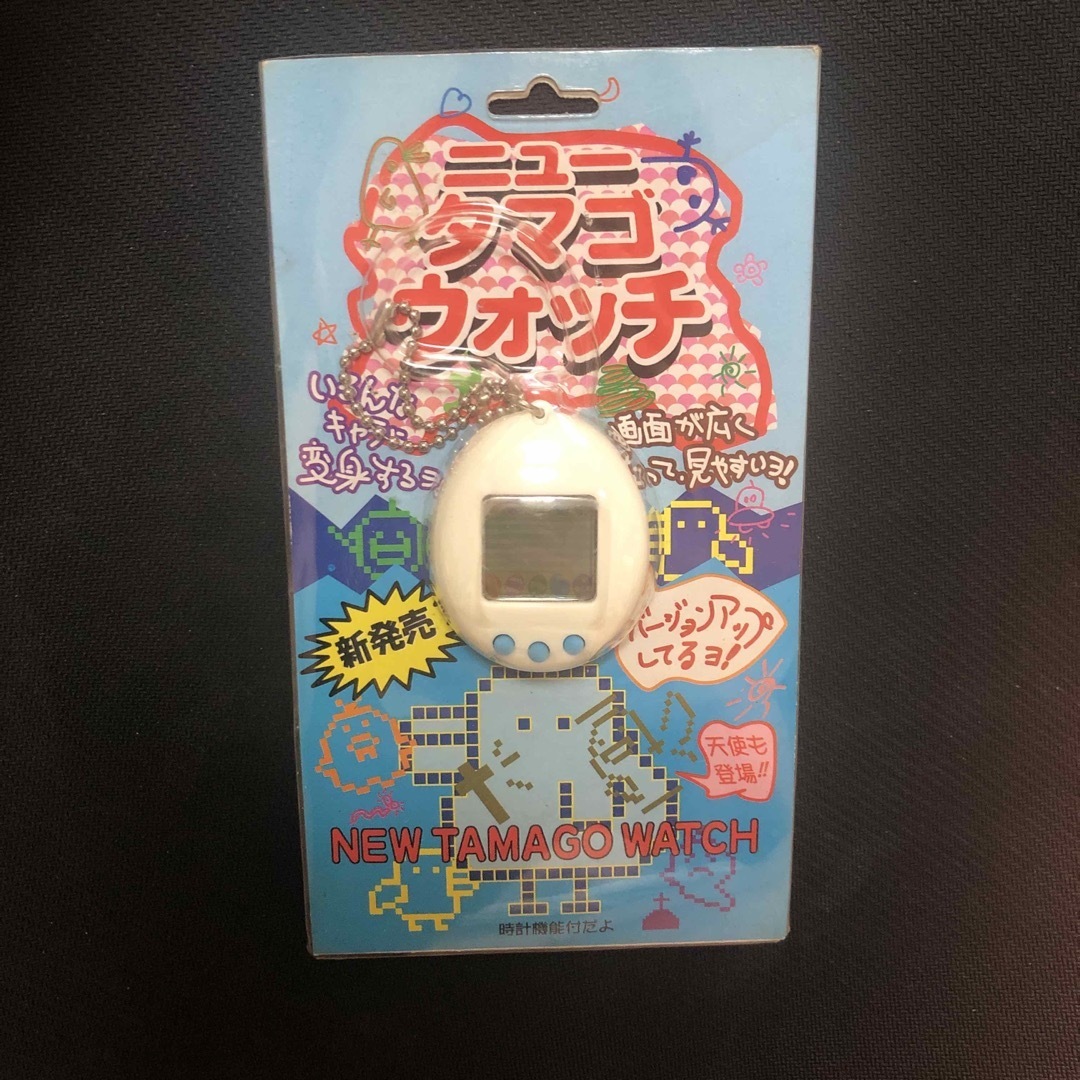 ニュー
タマゴ
ウォッチ
いろんな
キャラに
変身するヨ
画面が広く
って、見やすいヨ!
新発売
バージョンアップ
してるヨ!
天使も
登場!!
NEW TAMAGO WATCH
時計機能付だよ